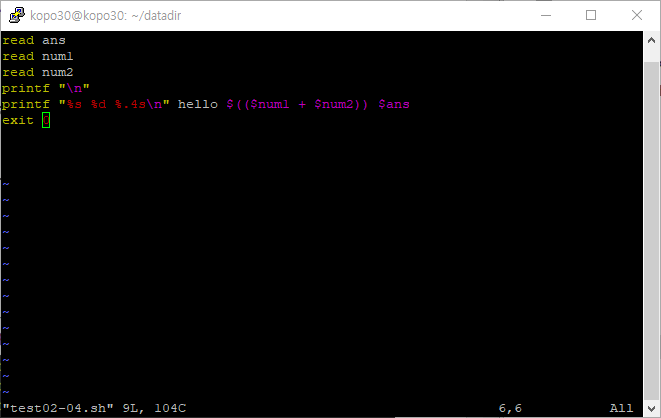 kopo30@kopo30: ~/datadir
read ans
read num1
read num2
printf "\n"
printf "%s %d %.4s\n" hello $(($num1 + $num2)) $ans
exit 0
~
~
~
~
~
~
~
~
~
~
~
~
~
~
"test02-04.sh" 9L, 104C 6,6 All